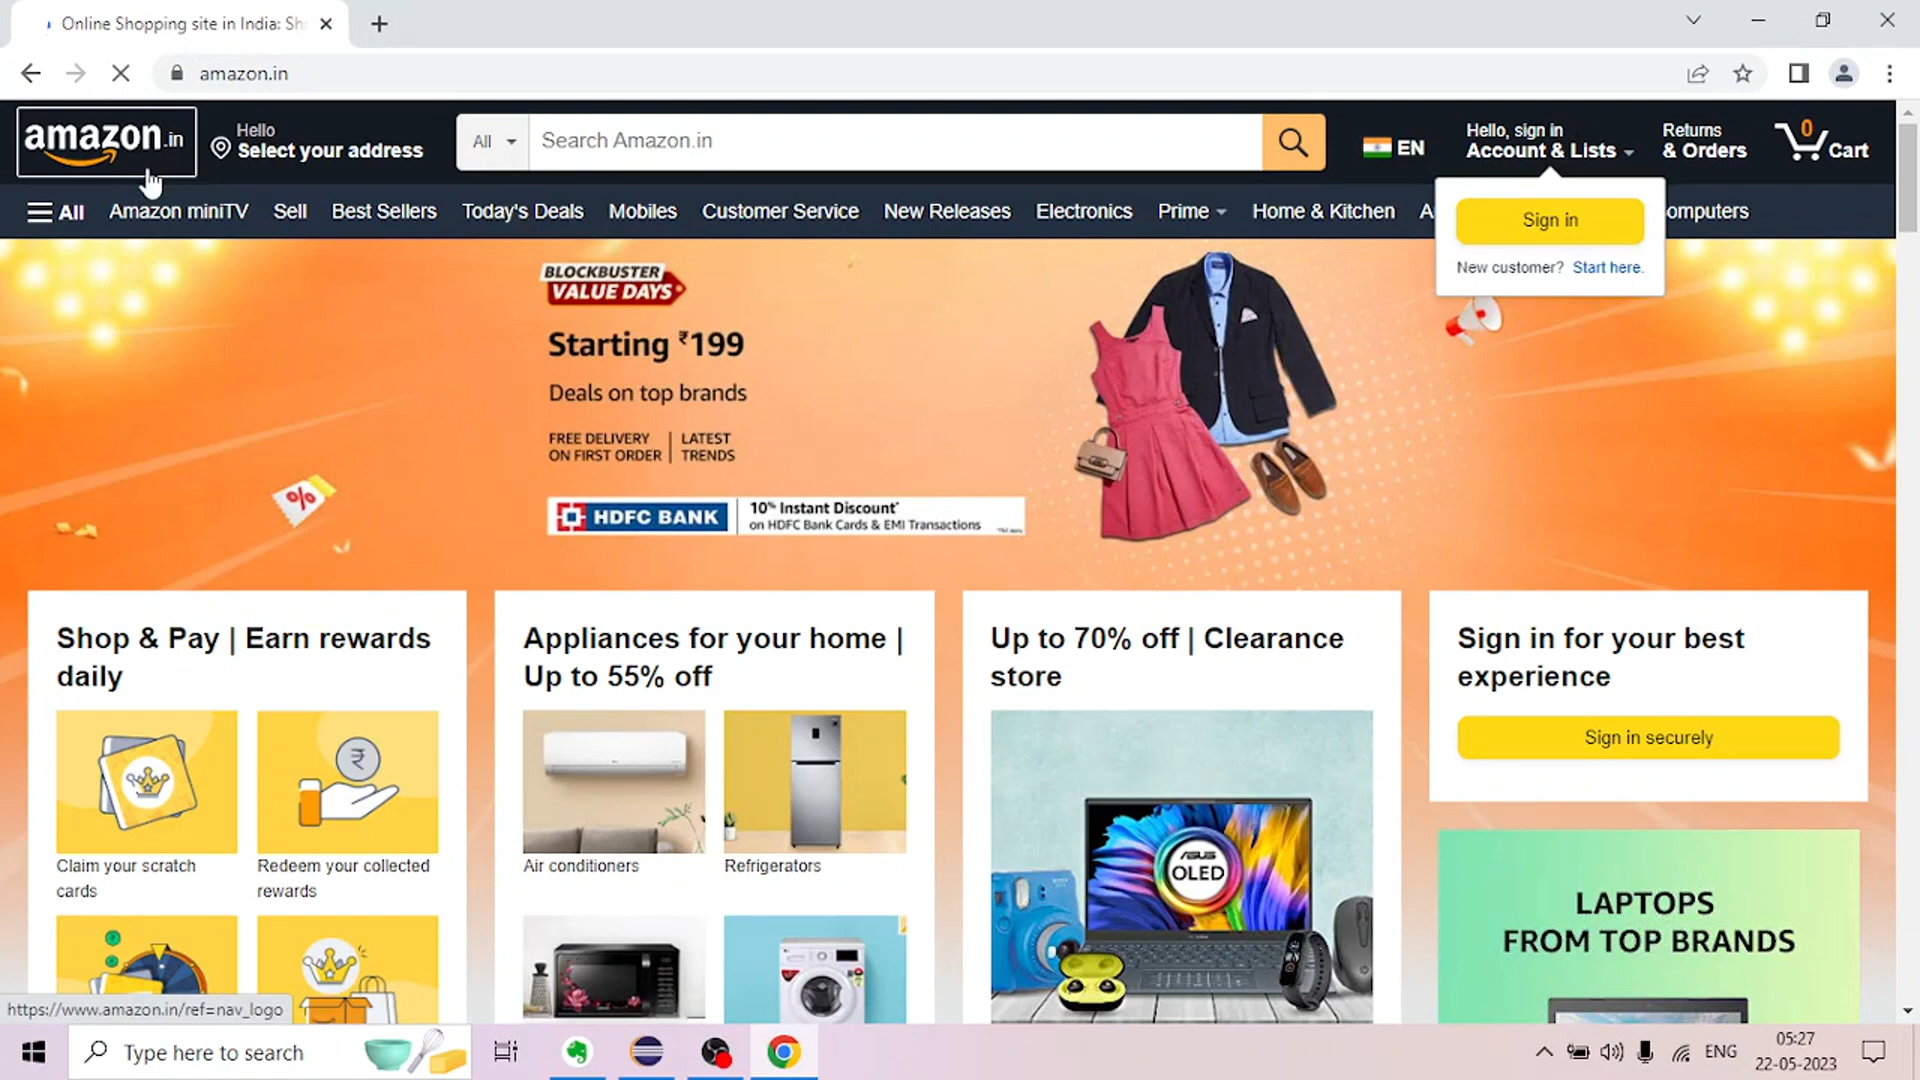 Online Shopping site in India: Sh
amazon.in
amazon.in
Hello
Select your address
All
Search Amazon.in
EN
Hello, sign in
Account & Lists
Returns
& Orders
0
Cart
All
Amazon miniTV
Sell
Best Sellers
Today's Deals
Mobiles
Customer Service
New Releases
Electronics
Prime
Home & Kitchen
A
omputers
Sign in
New customer? Start here.
BLOCKBUSTER
VALUE DAYS
Starting ₹199
Deals on top brands
FREE DELIVERY
ON FIRST ORDER
LATEST
TRENDS
HDFC BANK
10% Instant Discount*
on HDFC Bank Cards & EMI Transactions
%
Shop & Pay | Earn rewards
daily
₹
Claim your scratch
cards
Redeem your collected
rewards
Appliances for your home |
Up to 55% off
Air conditioners
Refrigerators
Up to 70% off | Clearance
store
ASUS
OLED
Sign in for your best
experience
Sign in securely
LAPTOPS
FROM TOP BRANDS
https://www.amazon.in/ref=nav_logo
Type here to search
ENG
05:27
22-05-2023